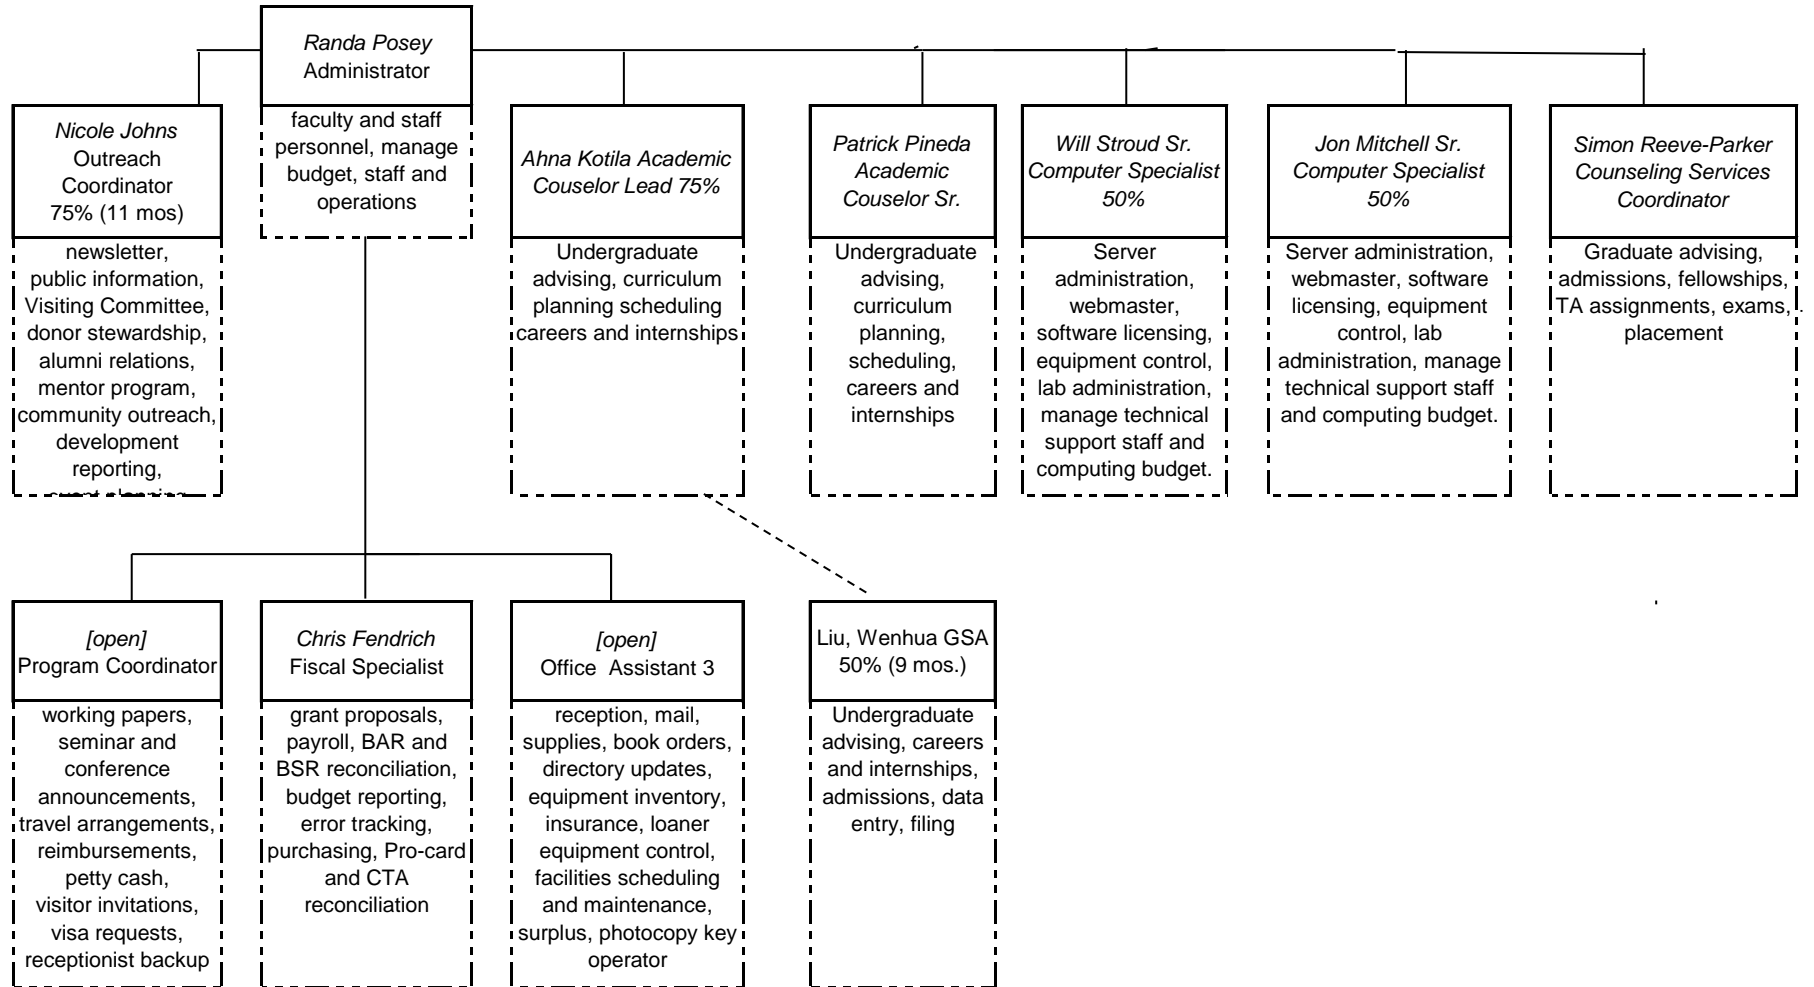 Randa Posey
Administrator
faculty and staff
personnel, manage
budget, staff and
operations
Nicole Johns
Outreach
Coordinator
75% (11 mos)
newsletter,
public information,
Visiting Committee,
donor stewardship,
alumni relations,
mentor program,
community outreach,
development
reporting,
Ahna Kotila Academic
Couselor Lead 75%
Undergraduate
advising, curriculum
planning scheduling
careers and internships
Patrick Pineda
Academic
Couselor Sr.
Undergraduate
advising,
curriculum
planning,
scheduling,
careers and
internships
Will Stroud Sr.
Computer Specialist
50%
Server
administration,
webmaster,
software licensing,
equipment control,
lab administration,
manage technical
support staff and
computing budget.
Jon Mitchell Sr.
Computer Specialist
50%
Server administration,
webmaster, software
licensing, equipment
control, lab
administration, manage
technical support staff
and computing budget.
Simon Reeve-Parker
Counseling Services
Coordinator
Graduate advising,
admissions, fellowships,
TA assignments, exams,
placement
[open]
Program Coordinator
working papers,
seminar and
conference
announcements,
travel arrangements,
reimbursements,
petty cash,
visitor invitations,
visa requests,
receptionist backup
Chris Fendrich
Fiscal Specialist
grant proposals,
payroll, BAR and
BSR reconciliation,
budget reporting,
error tracking,
purchasing, Pro-card
and CTA
reconciliation
[open]
Office  Assistant 3
reception, mail,
supplies, book orders,
directory updates,
equipment inventory,
insurance, loaner
equipment control,
facilities scheduling
and maintenance,
surplus, photocopy key
operator
Liu, Wenhua GSA
50% (9 mos.)
Undergraduate
advising, careers
and internships,
admissions, data
entry, filing